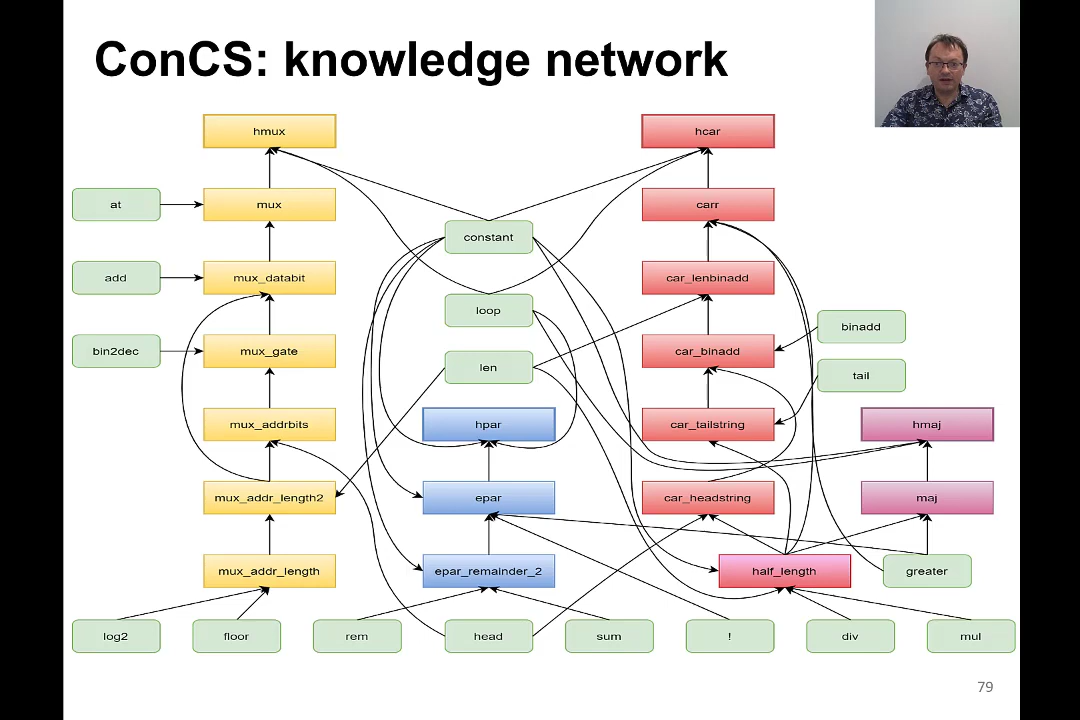 ConCS: knowledge network
hmux
hcar
at
mux
carr
constant
add
mux_databit
car_lenbinadd
loop
binadd
bin2dec
mux_gate
len
car_binadd
tail
mux_addrbits
hpar
car_tailstring
hmaj
mux_addr_length2
epar
car_headstring
maj
mux_addr_length
epar_remainder_2
half_length
greater
log2
floor
rem
head
sum
!
div
mul
79